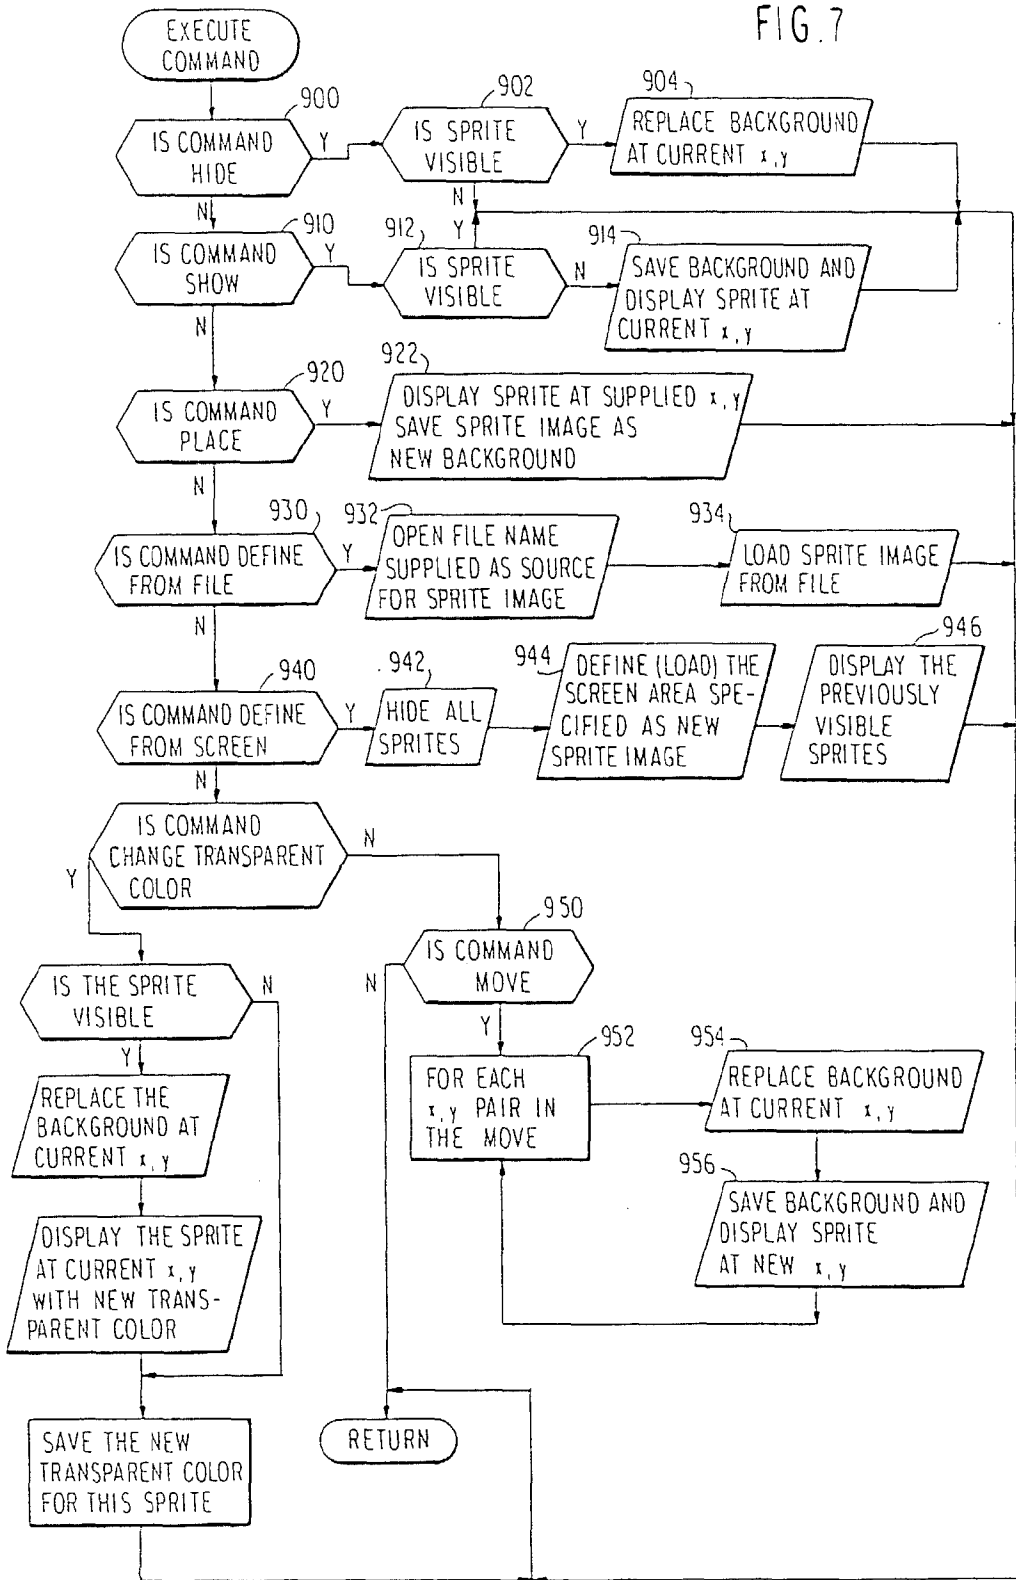 FIG.7
EXECUTE
COMMAND
900
IS COMMAND
HIDE
Y
N
902
IS SPRITE
VISIBLE
Y
N
904
REPLACE BACKGROUND
AT CURRENT x,y
910
IS COMMAND
SHOW
Y
N
912
Y
IS SPRITE
VISIBLE
N
914
SAVE BACKGROUND AND
DISPLAY SPRITE AT
CURRENT x,y
920
IS COMMAND
PLACE
Y
N
922
DISPLAY SPRITE AT SUPPLIED x,y
SAVE SPRITE IMAGE AS
NEW BACKGROUND
930
IS COMMAND DEFINE
FROM FILE
Y
N
932
OPEN FILE NAME
SUPPLIED AS SOURCE
FOR SPRITE IMAGE
934
LOAD SPRITE IMAGE
FROM FILE
940
IS COMMAND DEFINE
FROM SCREEN
Y
N
942
HIDE ALL
SPRITES
944
DEFINE (LOAD) THE
SCREEN AREA SPE-
CIFIED AS NEW
SPRITE IMAGE
946
DISPLAY THE
PREVIOUSLY
VISIBLE
SPRITES
IS COMMAND
CHANGE TRANSPARENT
COLOR
Y
N
IS THE SPRITE
VISIBLE
N
Y
REPLACE THE
BACKGROUND AT
CURRENT x,y
DISPLAY THE SPRITE
AT CURRENT x,y
WITH NEW TRANS-
PARENT COLOR
SAVE THE NEW
TRANSPARENT COLOR
FOR THIS SPRITE
950
IS COMMAND
MOVE
N
Y
952
FOR EACH
x,y PAIR IN
THE MOVE
954
REPLACE BACKGROUND
AT CURRENT x,y
956
SAVE BACKGROUND AND
DISPLAY SPRITE
AT NEW x,y
RETURN